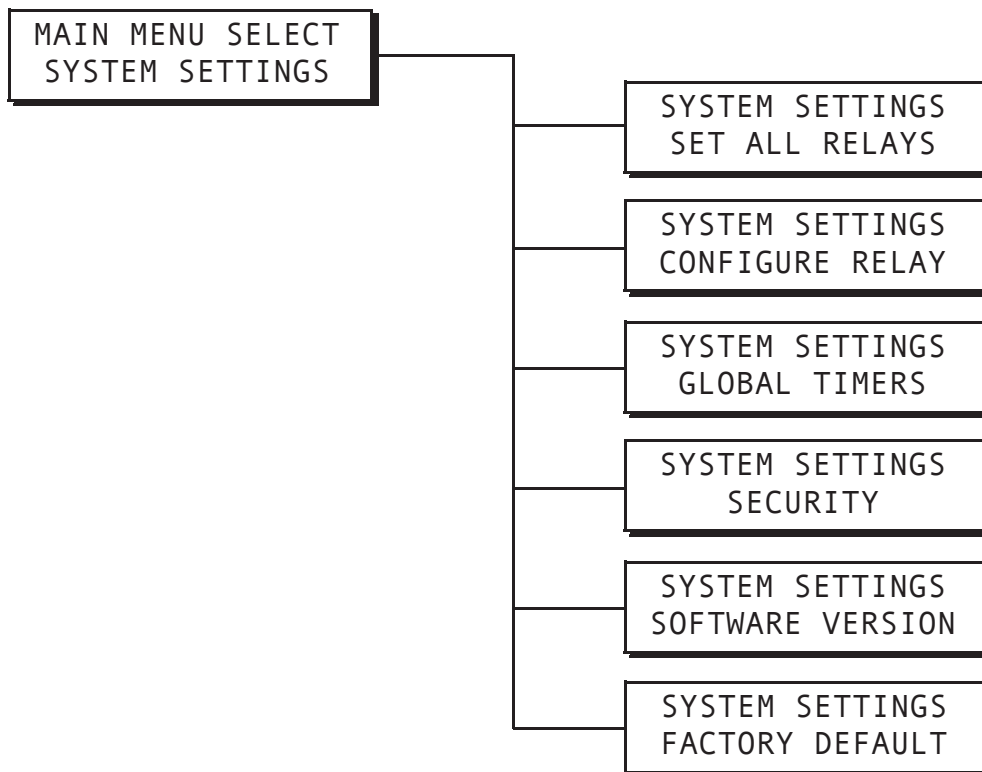 MAIN MENU SELECT
SYSTEM SETTINGS
SYSTEM SETTINGS
SET ALL RELAYS
SYSTEM SETTINGS
CONFIGURE RELAY
SYSTEM SETTINGS
GLOBAL TIMERS
SYSTEM SETTINGS
SECURITY
SYSTEM SETTINGS
SOFTWARE VERSION
SYSTEM SETTINGS
FACTORY DEFAULT